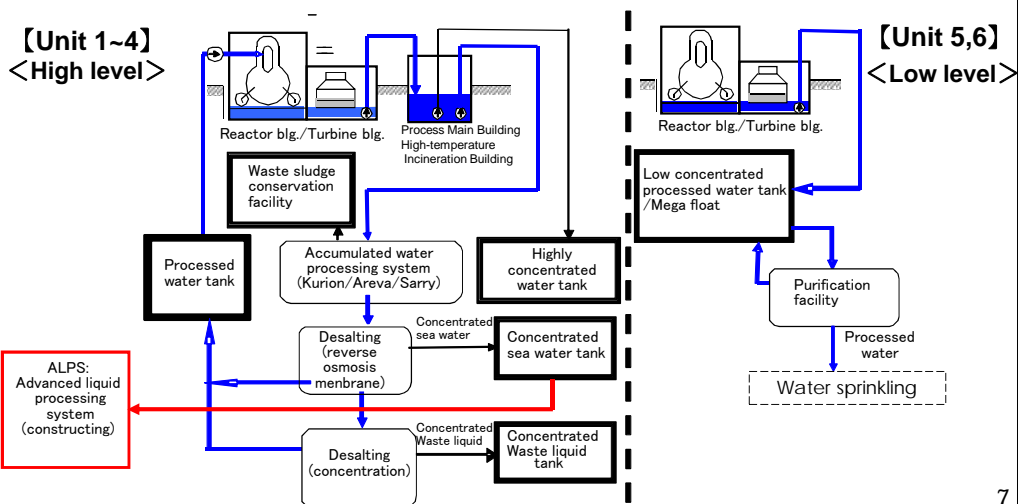 【Unit 1~4】
＜High level＞
Reactor blg./Turbine blg.
Process Main Building
High-temperature
Incineration Building
Waste sludge
conservation
facility
Processed
water tank
Accumulated water
processing system
(Kurion/Areva/Sarry)
Highly
concentrated
water tank
Desalting
(reverse
osmosis
menbrane)
Concentrated
sea water
Concentrated
sea water tank
ALPS:
Advanced liquid
processing
system
(constructing)
Desalting
(concentration)
Concentrated
Waste liquid
Concentrated
Waste liquid
tank
【Unit 5,6】
＜Low level＞
Reactor blg./Turbine blg.
Low concentrated
processed water tank
/Mega float
Purification
facility
Processed
water
Water sprinkling
7